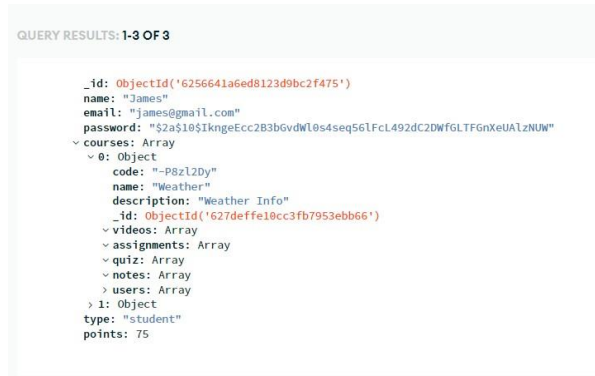 QUERY RESULTS: 1-3 OF 3
_id: ObjectId('6256641a6ed8123d9bc2f475')
name: "James"
email: "james@gmail.com"
password: "$2a$10$IkngeEcc2B3bGvdWl0s4seq56lFcL492dC2DWfGLTFGnXeUAlzNUW"
courses: Array
0: Object
code: "-P8zl2Dy"
name: "Weather"
description: "Weather Info"
_id: ObjectId('627deffe10cc3fb7953ebb66')
videos: Array
assignments: Array
quiz: Array
notes: Array
users: Array
1: Object
type: "student"
points: 75